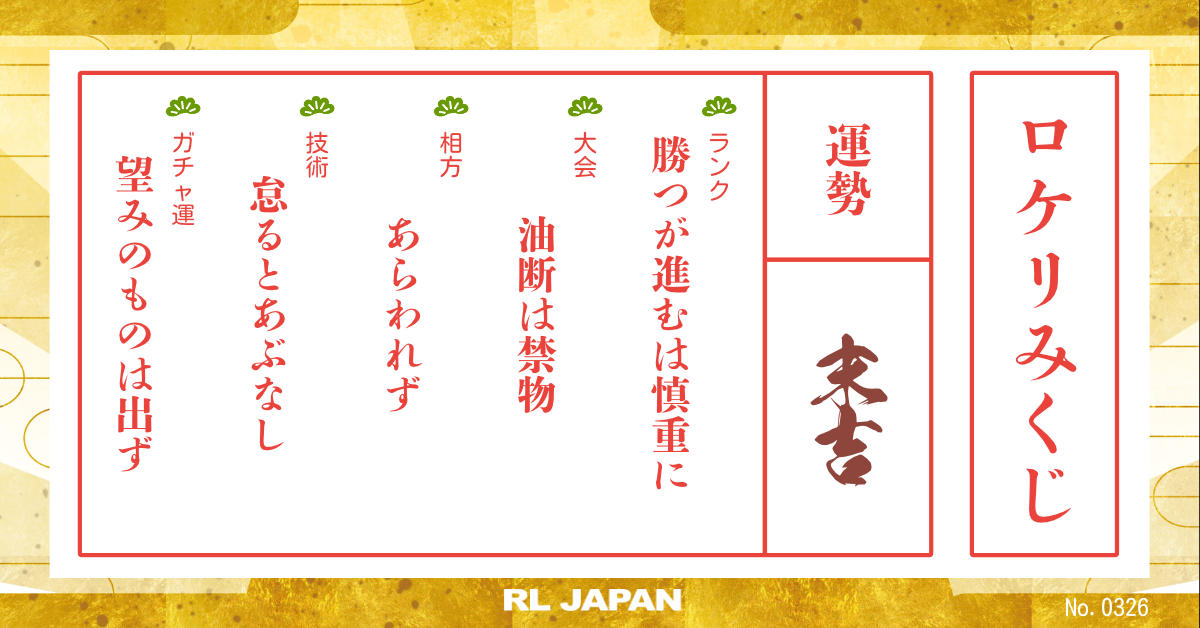 ロケリみくじ
運勢
末吉
ランク
勝つが進むは慎重に
大会
油断は禁物
相方
あらわれず
技術
怠るとあぶなし
ガチャ運
望みのものは出ず
RL JAPAN
No. 0326